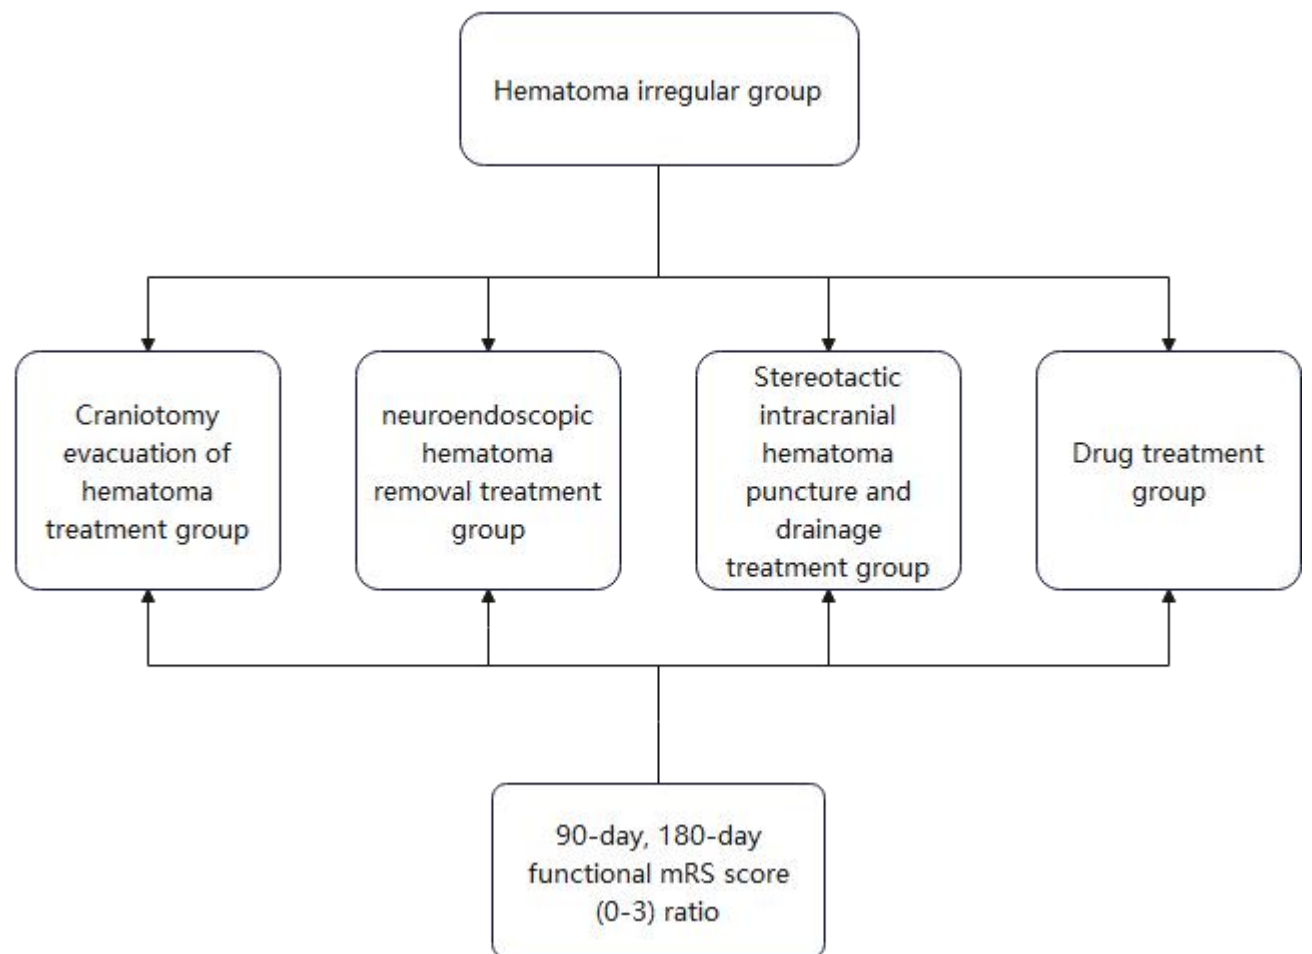 Hematoma irregular group
Craniotomy
evacuation of
hematoma
treatment group
neuroendoscopic
hematoma
removal treatment
group
Stereotactic
intracranial
hematoma
puncture and
drainage
treatment group
Drug treatment
group
90-day, 180-day
functional mRS score
(0-3) ratio